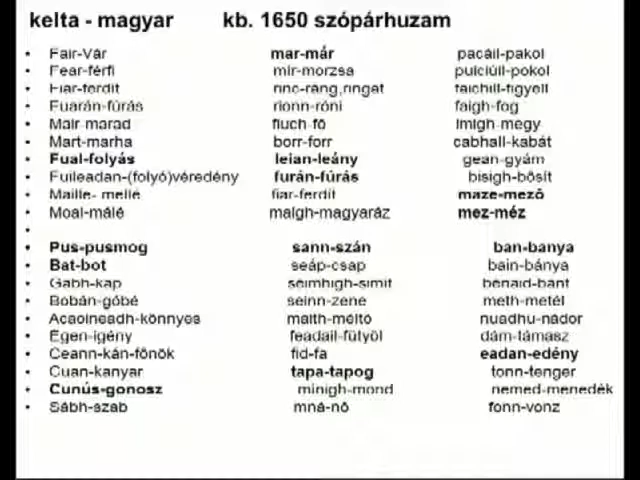 kelta - magyar kb. 1650 szópárhuzam
• Fair-Vár mar-már pacáil-pakol
• Fear-férfi mir-morzsa pulciúil-pokol
• Fiar-ferdít rinc-ráng,ringat faichill-figyell
• Fuarán-fúrás rionn-róni faigh-fog
• Mair-marad fiuch-fő imigh-megy
• Mart-marha borr-forr cabhall-kabát
• Fual-folyás leian-leány gean-gyám
• Fuileadan-(folyó)véredény furán-fúrás bisigh-bősít
• Maille- mellé fiar-ferdít maze-mező
• Moal-málé maigh-magyaráz mez-méz
•
• Pus-pusmog sann-szán ban-banya
• Bat-bot seáp-csap bain-bánya
• Gabh-kap seimhigh-simít benaid-bánt
• Bobán-góbé seinn-zene meth-metél
• Acaoineadh-könnyes maith-méltó nuadhu-nádor
• Egen-igény feadail-fütyöl dám-támasz
• Ceann-kán-főnök fid-fa eadan-edény
• Cuan-kanyar tapa-tapog tonn-tenger
• Cunús-gonosz minigh-mond nemed-menedék
• Sábh-szab mná-nő fonn-vonz